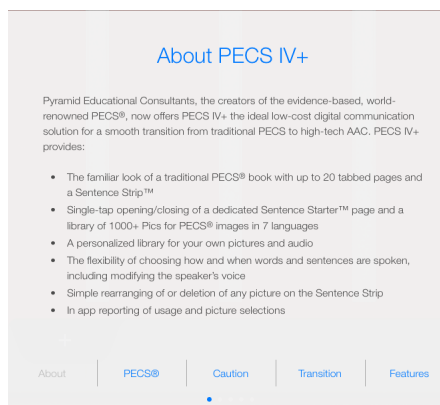 About PECS IV+
Pyramid Educational Consultants, the creators of the evidence-based, world-
renowned PECS®, now offers PECS IV+ the ideal low-cost digital communication
solution for a smooth transition from traditional PECS to high-tech AAC. PECS IV+
provides:
• The familiar look of a traditional PECS® book with up to 20 tabbed pages and
a Sentence Strip™
• Single-tap opening/closing of a dedicated Sentence Starter™ page and a
library of 1000+ Pics for PECS® images in 7 languages
• A personalized library for your own pictures and audio
• The flexibility of choosing how and when words and sentences are spoken,
including modifying the speaker's voice
• Simple rearranging of or deletion of any picture on the Sentence Strip
• In app reporting of usage and picture selections
About PECS® Caution Transition Features